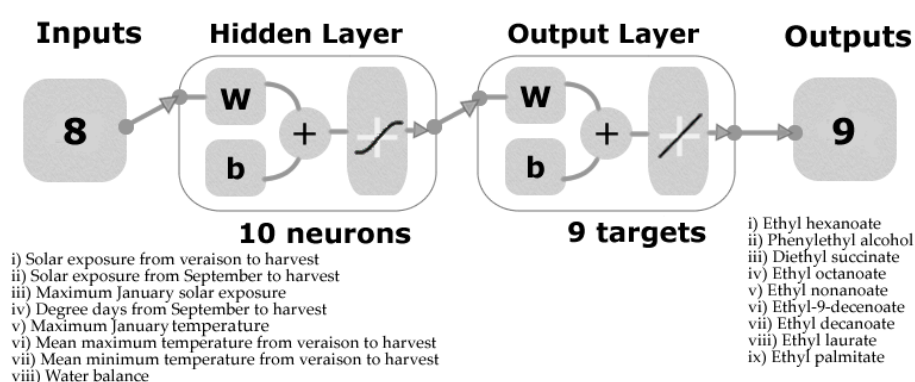 Inputs
Hidden Layer
Output Layer
Outputs
8
W
b
+
W
b
+
9
10 neurons
9 targets
i) Solar exposure from veraison to harvest
ii) Solar exposure from September to harvest
iii) Maximum January solar exposure
iv) Degree days from September to harvest
v) Maximum January temperature
vi) Mean maximum temperature from veraison to harvest
vii) Mean minimum temperature from veraison to harvest
viii) Water balance
i) Ethyl hexanoate
ii) Phenylethyl alcohol
iii) Diethyl succinate
iv) Ethyl octanoate
v) Ethyl nonanoate
vi) Ethyl-9-decenoate
vii) Ethyl decanoate
viii) Ethyl laurate
ix) Ethyl palmitate